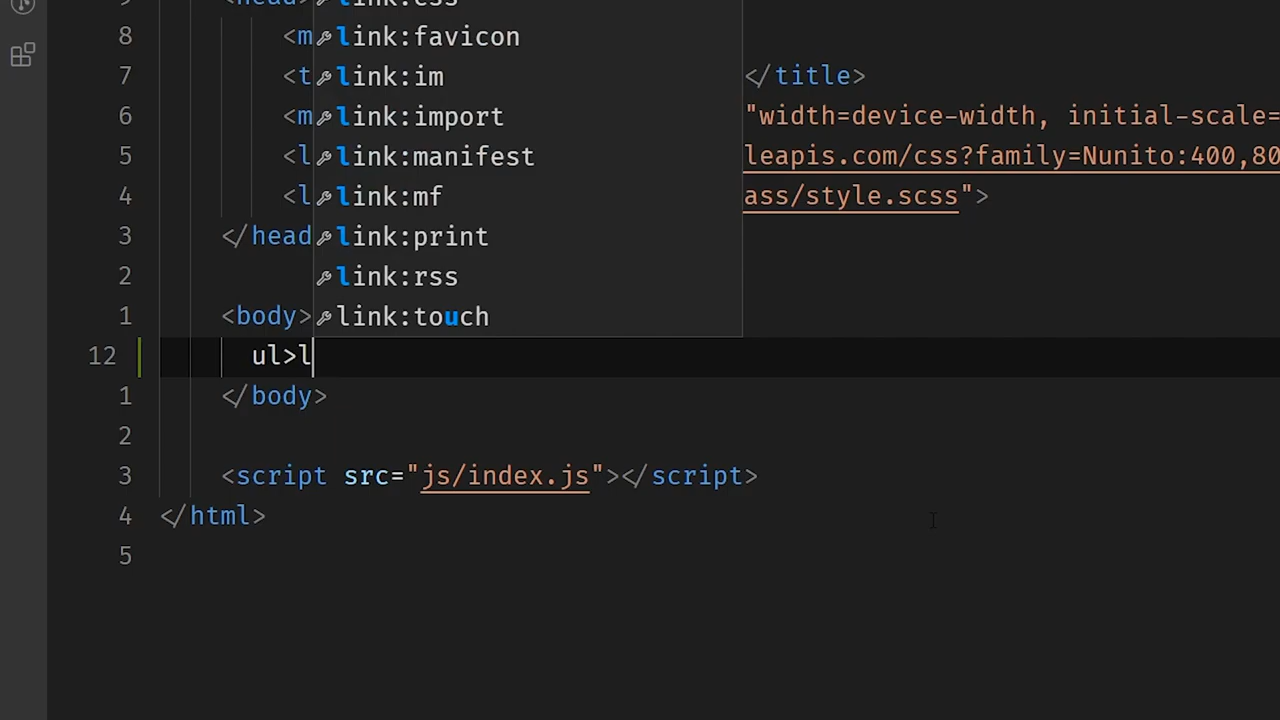 9 <head> link:css
8 <m link:favicon
7 <t link:im </title>
6 <m link:import "width=device-width, initial-scale=
5 <l link:manifest leapis.com/css?family=Nunito:400,80
4 <l link:mf ass/style.scss">
3 </head link:print
2 link:rss
1 <body> link:touch
12 ul>l
1 </body>
2
3 <script src="js/index.js"></script>
4 </html>
5